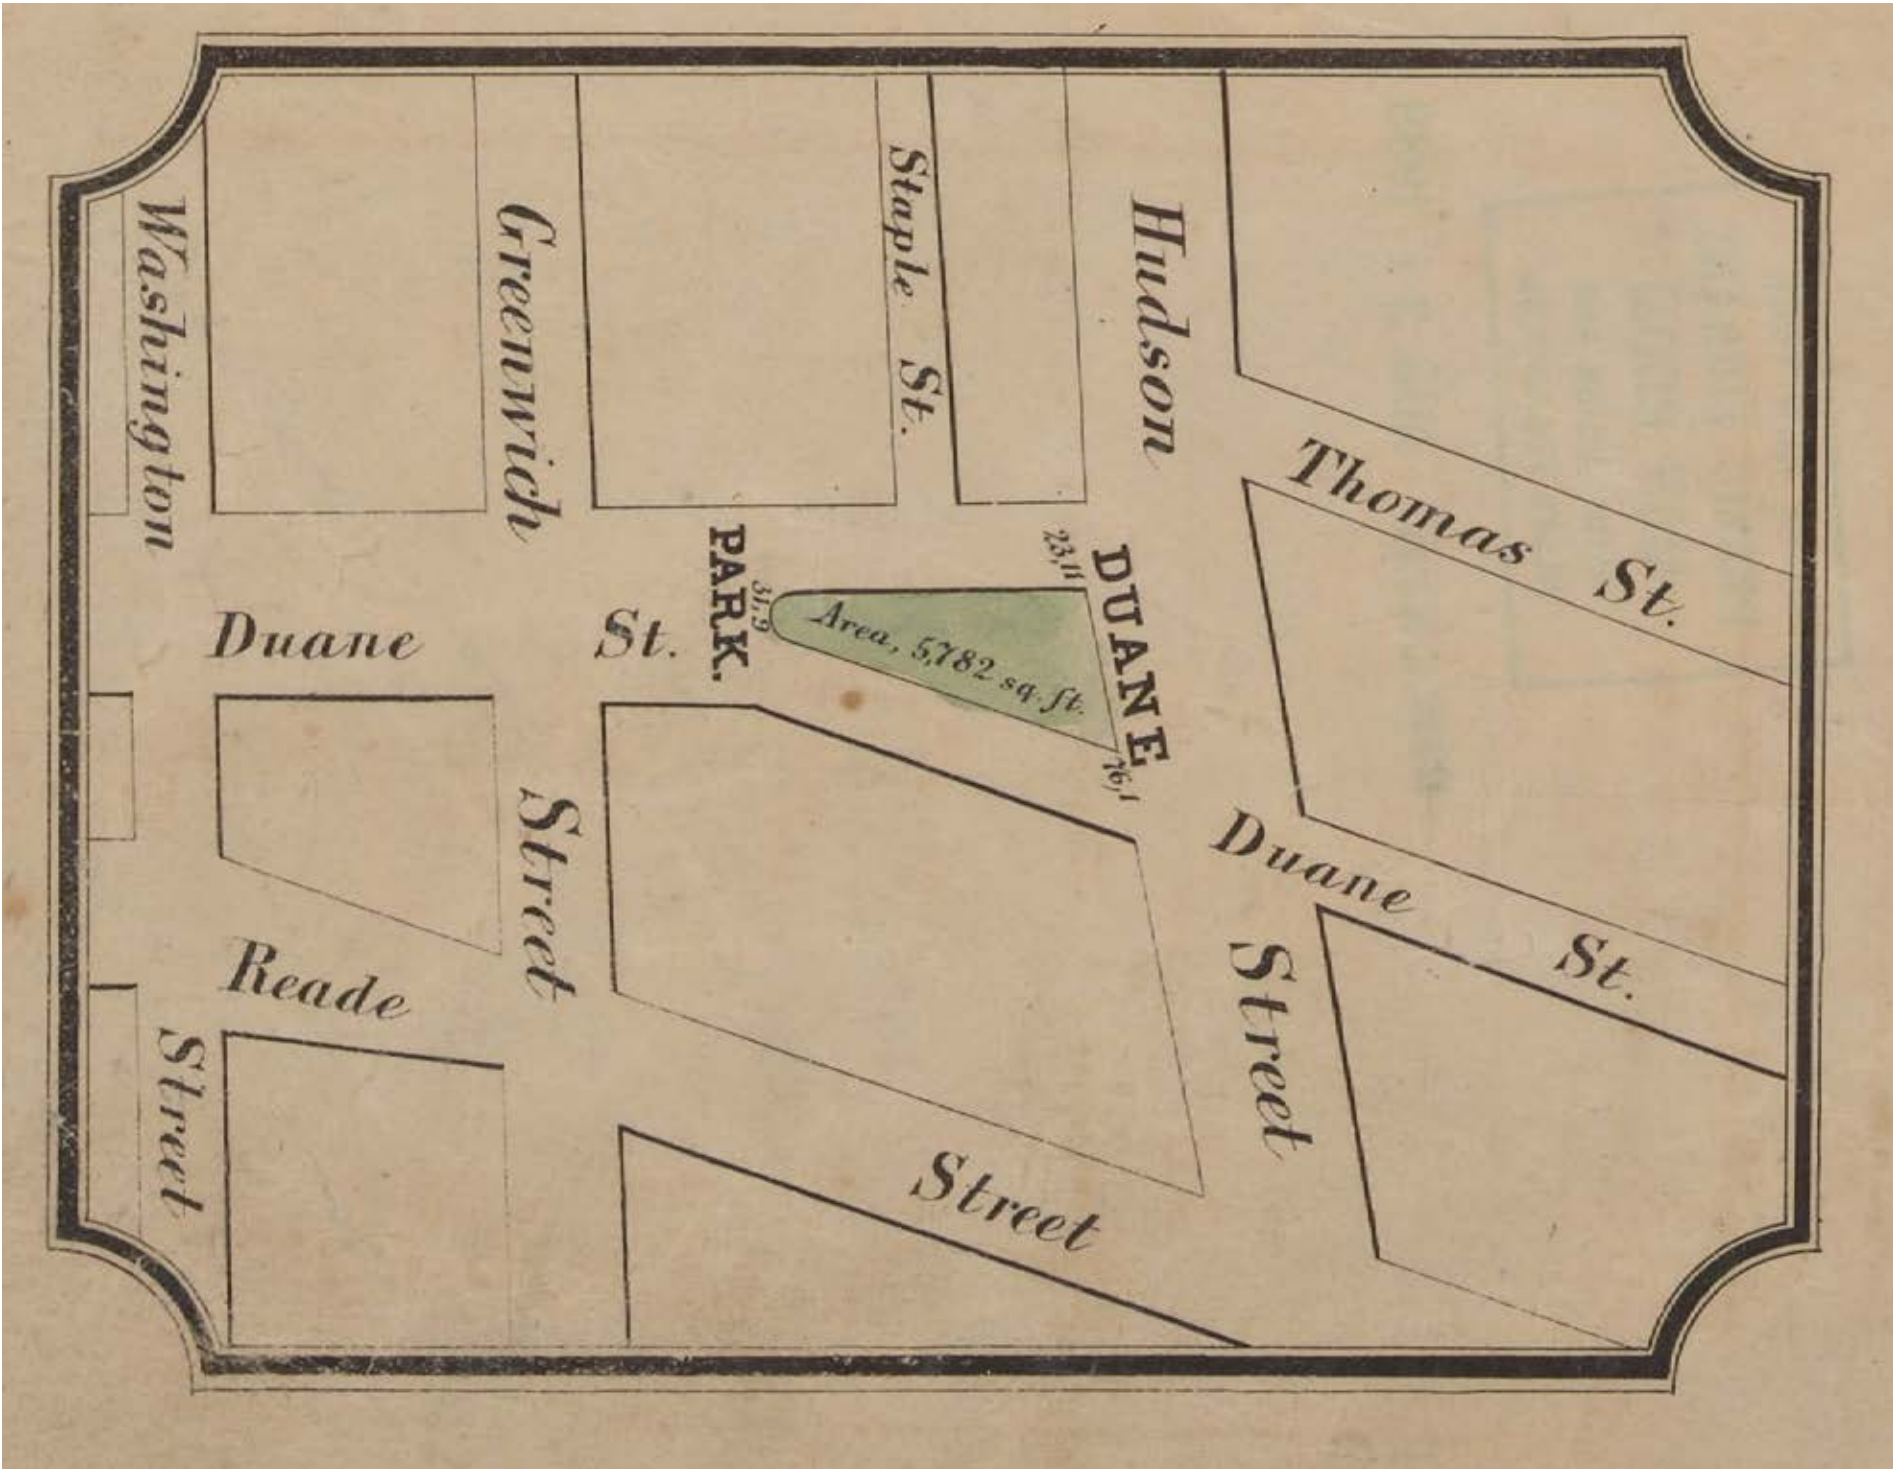 Washington
Street
Greenwich
Street
Staple St.
Hudson
Street
Thomas St.
Duane St.
PARK.
DUANE
31,9
23,11
Area, 5,782 sq. ft.
76,1
Duane St.
Reade
Street